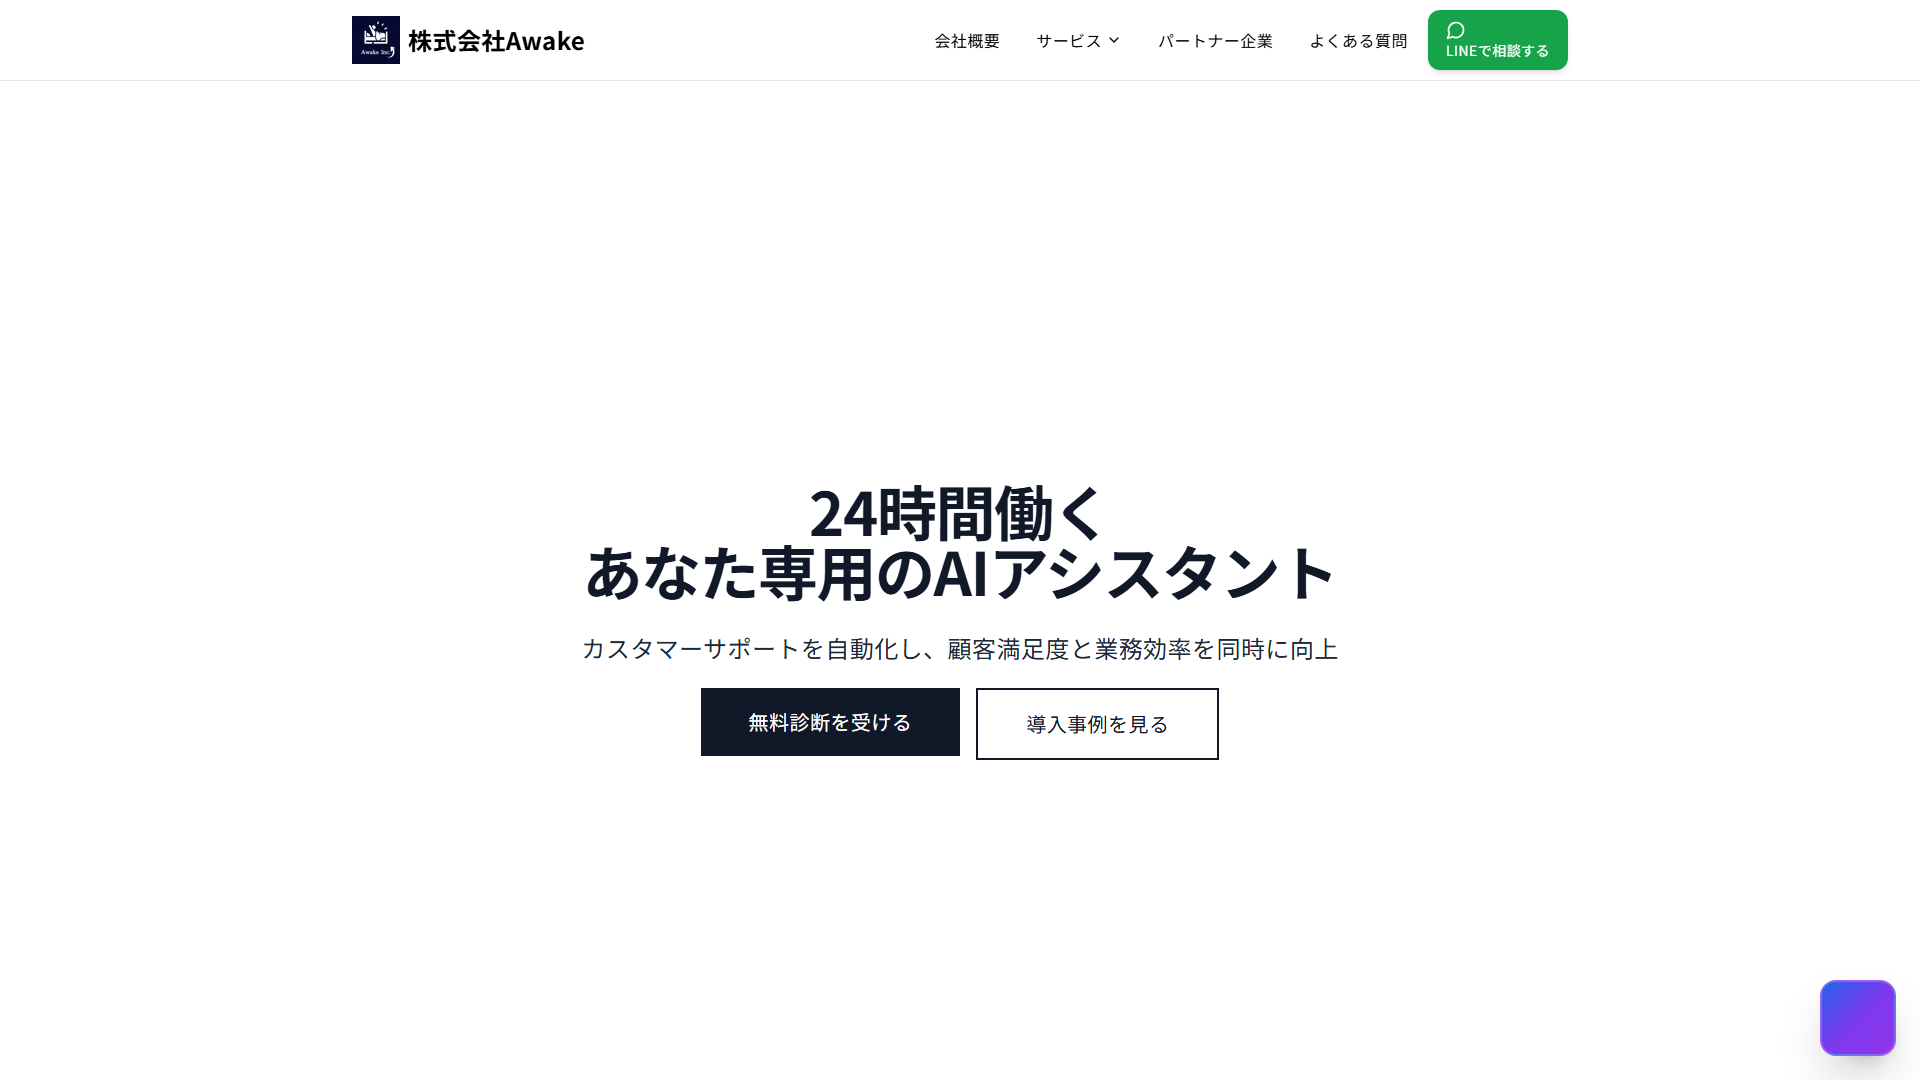 Awake Inc.
株式会社Awake
会社概要
サービス
パートナー企業
よくある質問
LINEで相談する
24時間働く
あなた専用のAIアシスタント
カスタマーサポートを自動化し、顧客満足度と業務効率を同時に向上
無料診断を受ける
導入事例を見る